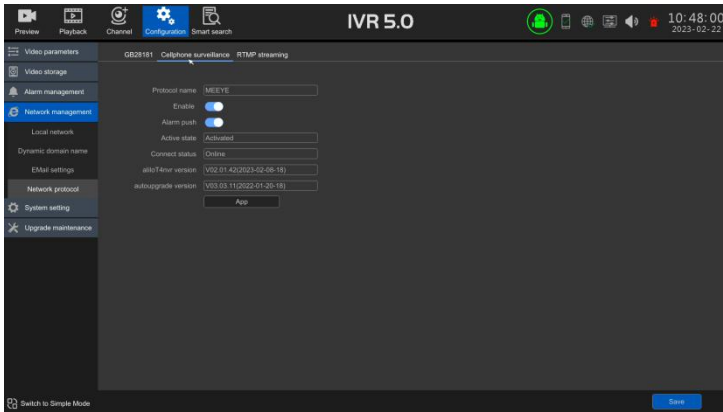 IVR 5.0
10:48:00
2023-02-22
Preview
Playback
Channel
Configuration
Smart search
Video parameters
Video storage
Alarm management
Network management
Local network
Dynamic domain name
EMail settings
Network protocol
System setting
Upgrade maintenance
GB28181 Cellphone surveillance RTMP streaming
Protocol name MEEYE
Enable
Alarm push
Active state Activated
Connect status Online
aliIoT4nvr version V02.01.42(2023-02-06-18)
autoupgrade version V03.03.11(2022-01-20-18)
App
Switch to Simple Mode
Save